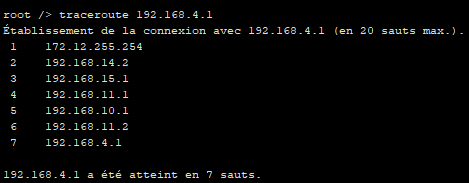 root /> traceroute 192.168.4.1
Établissement de la connexion avec 192.168.4.1 (en 20 sauts max.).
1 172.12.255.254
2 192.168.14.2
3 192.168.15.1
4 192.168.11.1
5 192.168.10.1
6 192.168.11.2
7 192.168.4.1
192.168.4.1 a été atteint en 7 sauts.